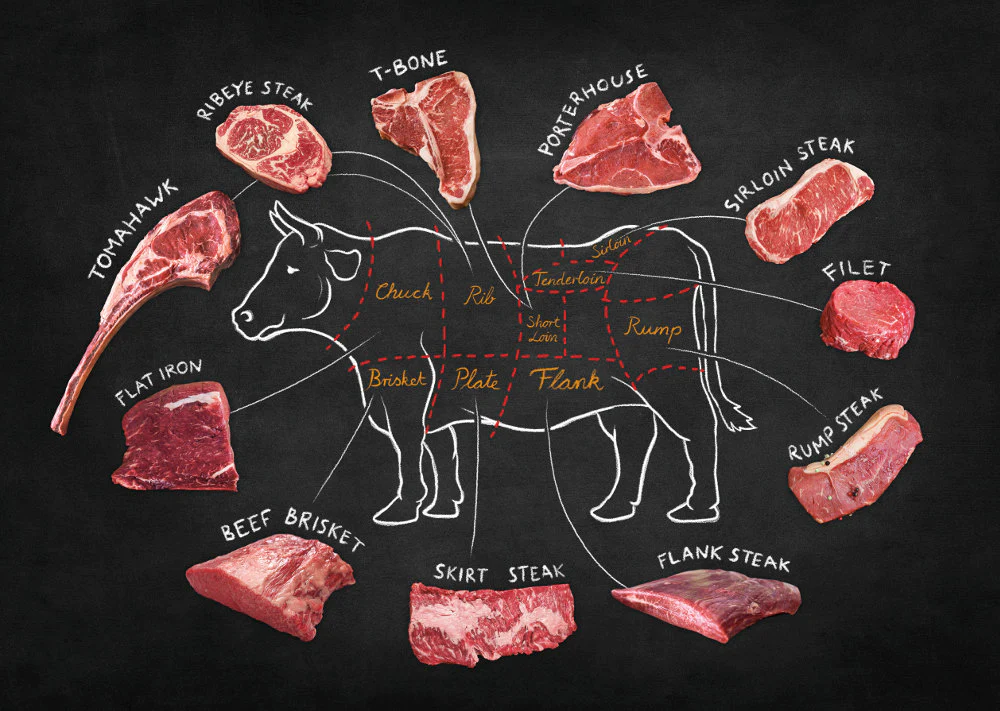 T-BONE
RIBEYE STEAK
PORTERHOUSE
SIRLOIN STEAK
TOMAHAWK
Sirloin
FILET
Tenderloin
Chuck
Rib
Short
Loin
Rump
FLAT IRON
Brisket
Plate
Flank
RUMP STEAK
BEEF BRISKET
SKIRT STEAK
FLANK STEAK